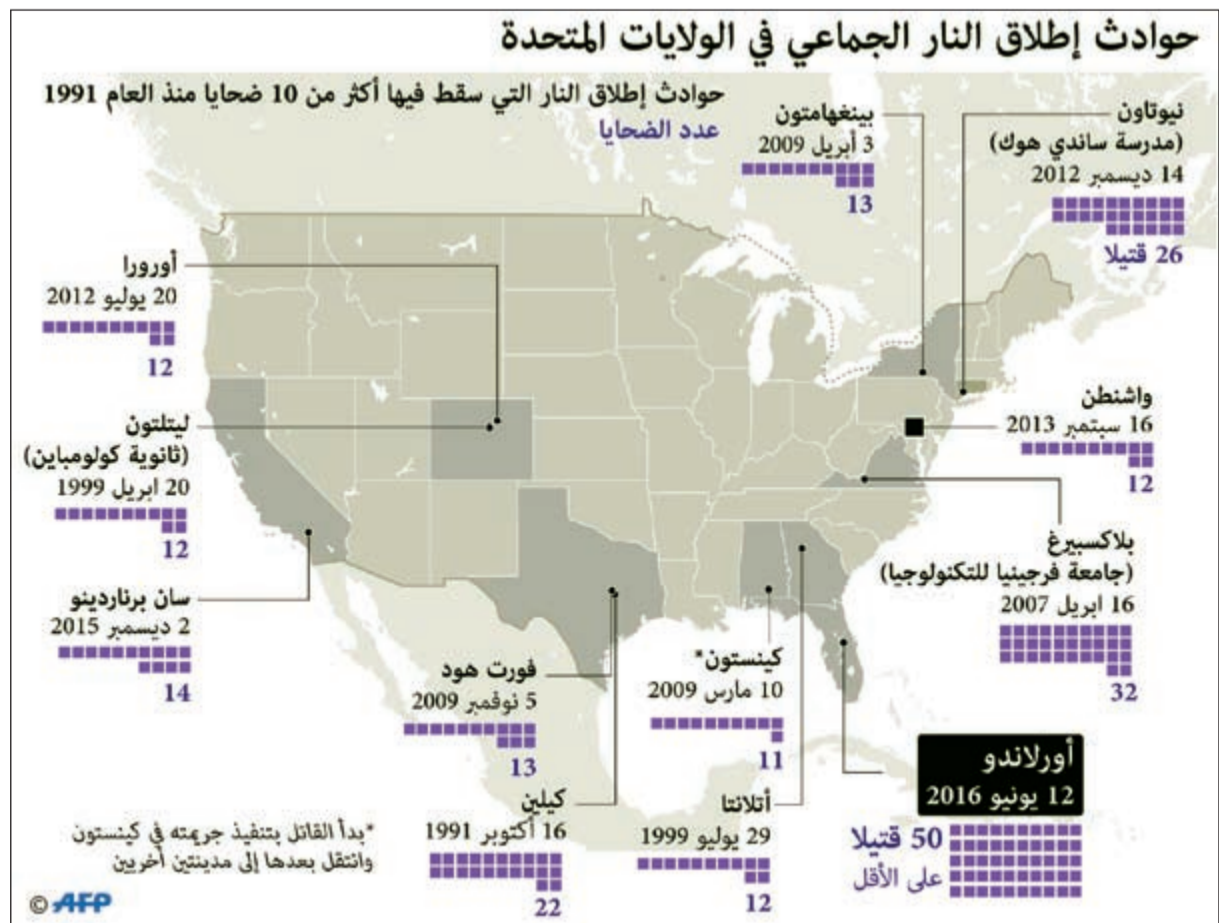 حوادث إطلاق النار الجماعي في الولايات المتحدة
حوادث إطلاق النار التي سقط فيها أكثر من 10 ضحايا منذ العام 1991
عدد الضحايا
نيوتاون
(مدرسة ساندي هوك)
14 ديسمبر 2012
26 قتيلا
بينغهامتون
3 أبريل 2009
13
أورورا
20 يوليو 2012
12
واشنطن
16 سبتمبر 2013
12
ليتلتون
(ثانوية كولومباين)
20 ابريل 1999
12
بلاكسبيرغ
(جامعة فرجينيا للتكنولوجيا)
16 ابريل 2007
32
سان برناردينو
2 ديسمبر 2015
14
كينستون*
10 مارس 2009
11
فورت هود
5 نوفمبر 2009
13
أورلاندو
12 يونيو 2016
50 قتيلا
على الأقل
أتلانتا
29 يوليو 1999
12
كيلين
16 أكتوبر 1991
22
*بدأ القاتل بتنفيذ جريمته في كينستون
وانتقل بعدها إلى مدينتين أخريين
© AFP